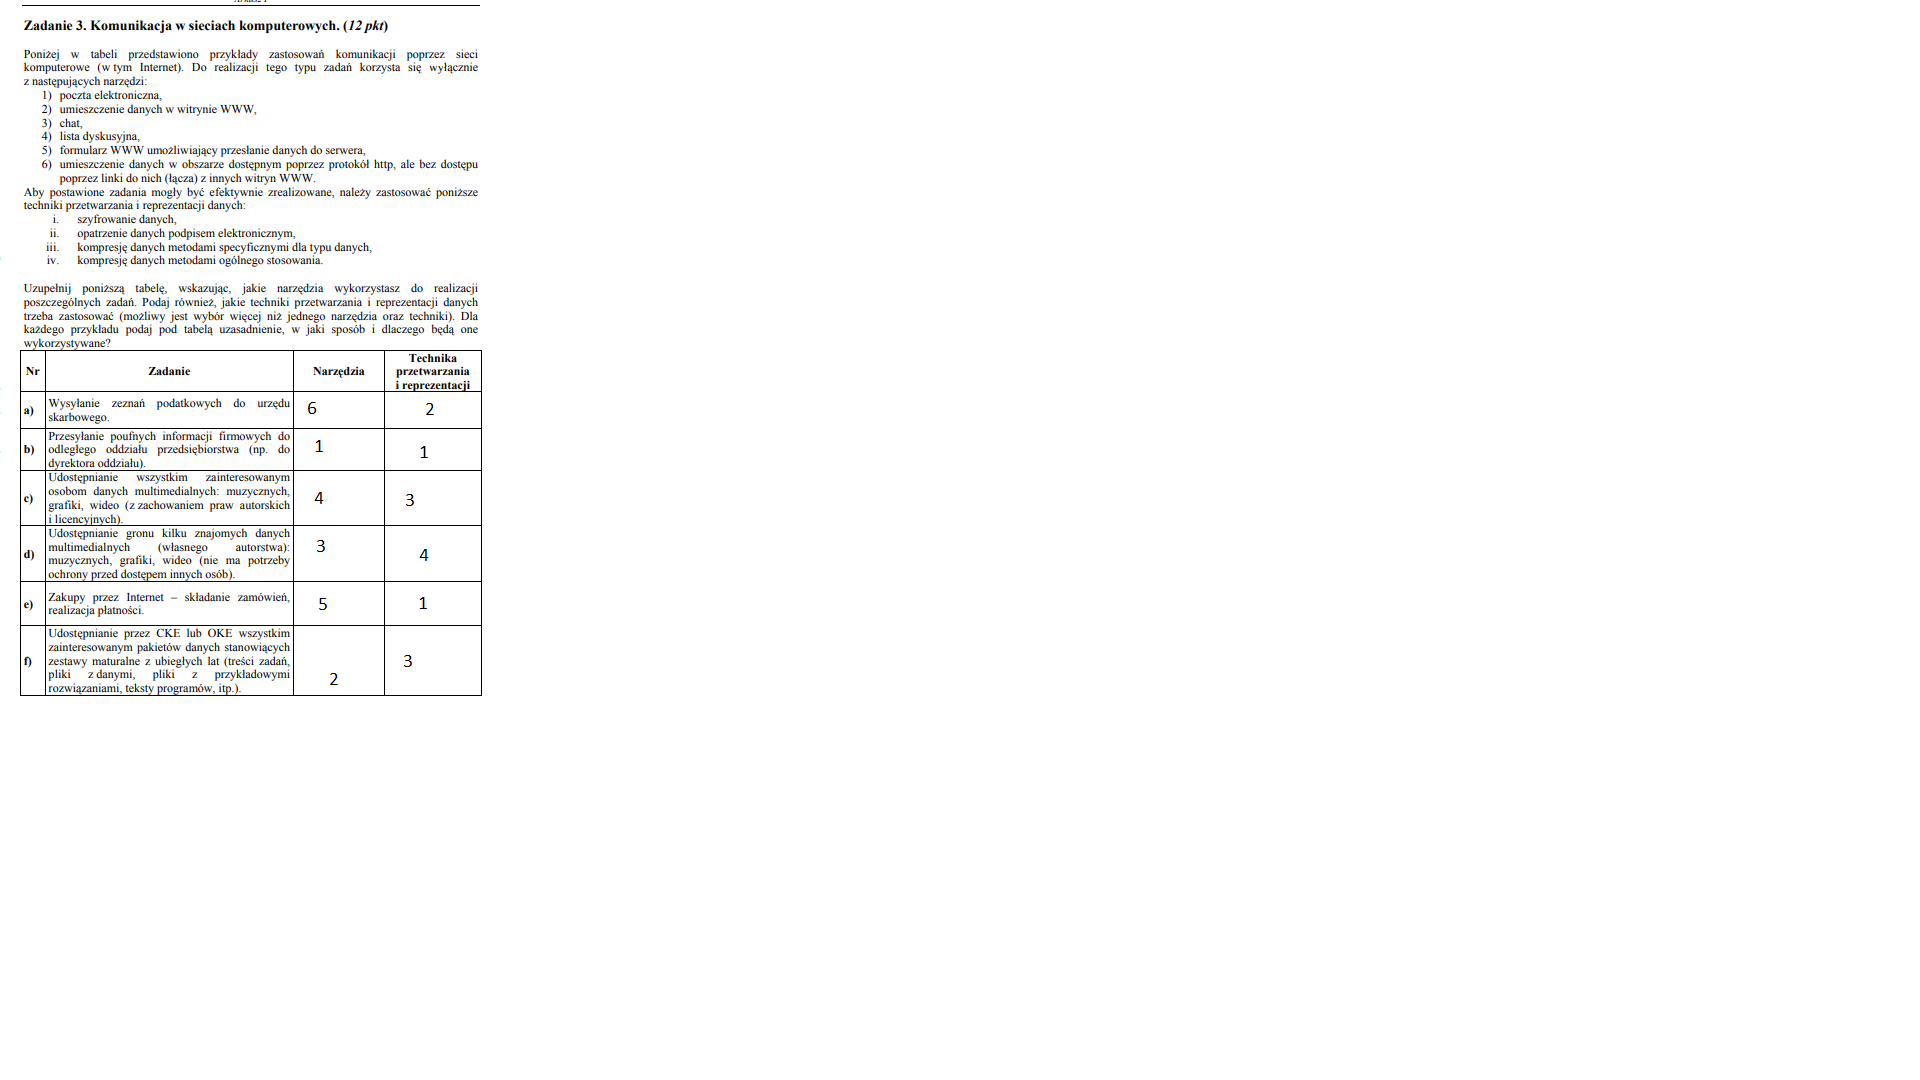 Zadanie 3. Komunikacja w sieciach komputerowych. (12 pkt)
Poniżej w tabeli przedstawiono przykłady zastosowań komunikacji poprzez sieci
komputerowe (w tym Internet). Do realizacji tego typu zadań korzysta się wyłącznie
z następujących narzędzi:
1) poczta elektroniczna,
2) umieszczenie danych w witrynie WWW,
3) chat,
4) lista dyskusyjna,
5) formularz WWW umożliwiający przesłanie danych do serwera,
6) umieszczenie danych w obszarze dostępnym poprzez protokół http, ale bez dostępu
poprzez linki do nich (łącza) z innych witryn WWW.
Aby postawione zadania mogły być efektywnie zrealizowane, należy zastosować poniższe
techniki przetwarzania i reprezentacji danych:
i. szyfrowanie danych,
ii. opatrzenie danych podpisem elektronicznym,
iii. kompresję danych metodami specyficznymi dla typu danych,
iv. kompresję danych metodami ogólnego stosowania.
Uzupełnij poniższą tabelę, wskazując, jakie narzędzia wykorzystasz do realizacji
poszczególnych zadań. Podaj również, jakie techniki przetwarzania i reprezentacji danych
trzeba zastosować (możliwy jest wybór więcej niż jednego narzędzia oraz techniki). Dla
każdego przykładu podaj pod tabelą uzasadnienie, w jaki sposób i dlaczego będą one
wykorzystywane?
Nr Zadanie Narzędzia Technika
przetwarzania
i reprezentacji
a) Wysyłanie zeznań podatkowych do urzędu
skarbowego.
6 2
b) Przesyłanie poufnych informacji firmowych do
odległego oddziału przedsiębiorstwa (np. do
dyrektora oddziału).
1 1
c) Udostępnianie wszystkim zainteresowanym
osobom danych multimedialnych: muzycznych,
grafiki, wideo (z zachowaniem praw autorskich
i licencyjnych).
4 3
d) Udostępnianie gronu kilku znajomych danych
multimedialnych (własnego autorstwa):
muzycznych, grafiki, wideo (nie ma potrzeby
ochrony przed dostępem innych osób).
3 4
e) Zakupy przez Internet – składanie zamówień,
realizacja płatności.
5 1
f) Udostępnianie przez CKE lub OKE wszystkim
zainteresowanym pakietów danych stanowiących
zestawy maturalne z ubiegłych lat (treści zadań,
pliki z danymi, pliki z przykładowymi
rozwiązaniami, teksty programów, itp.).
2 3